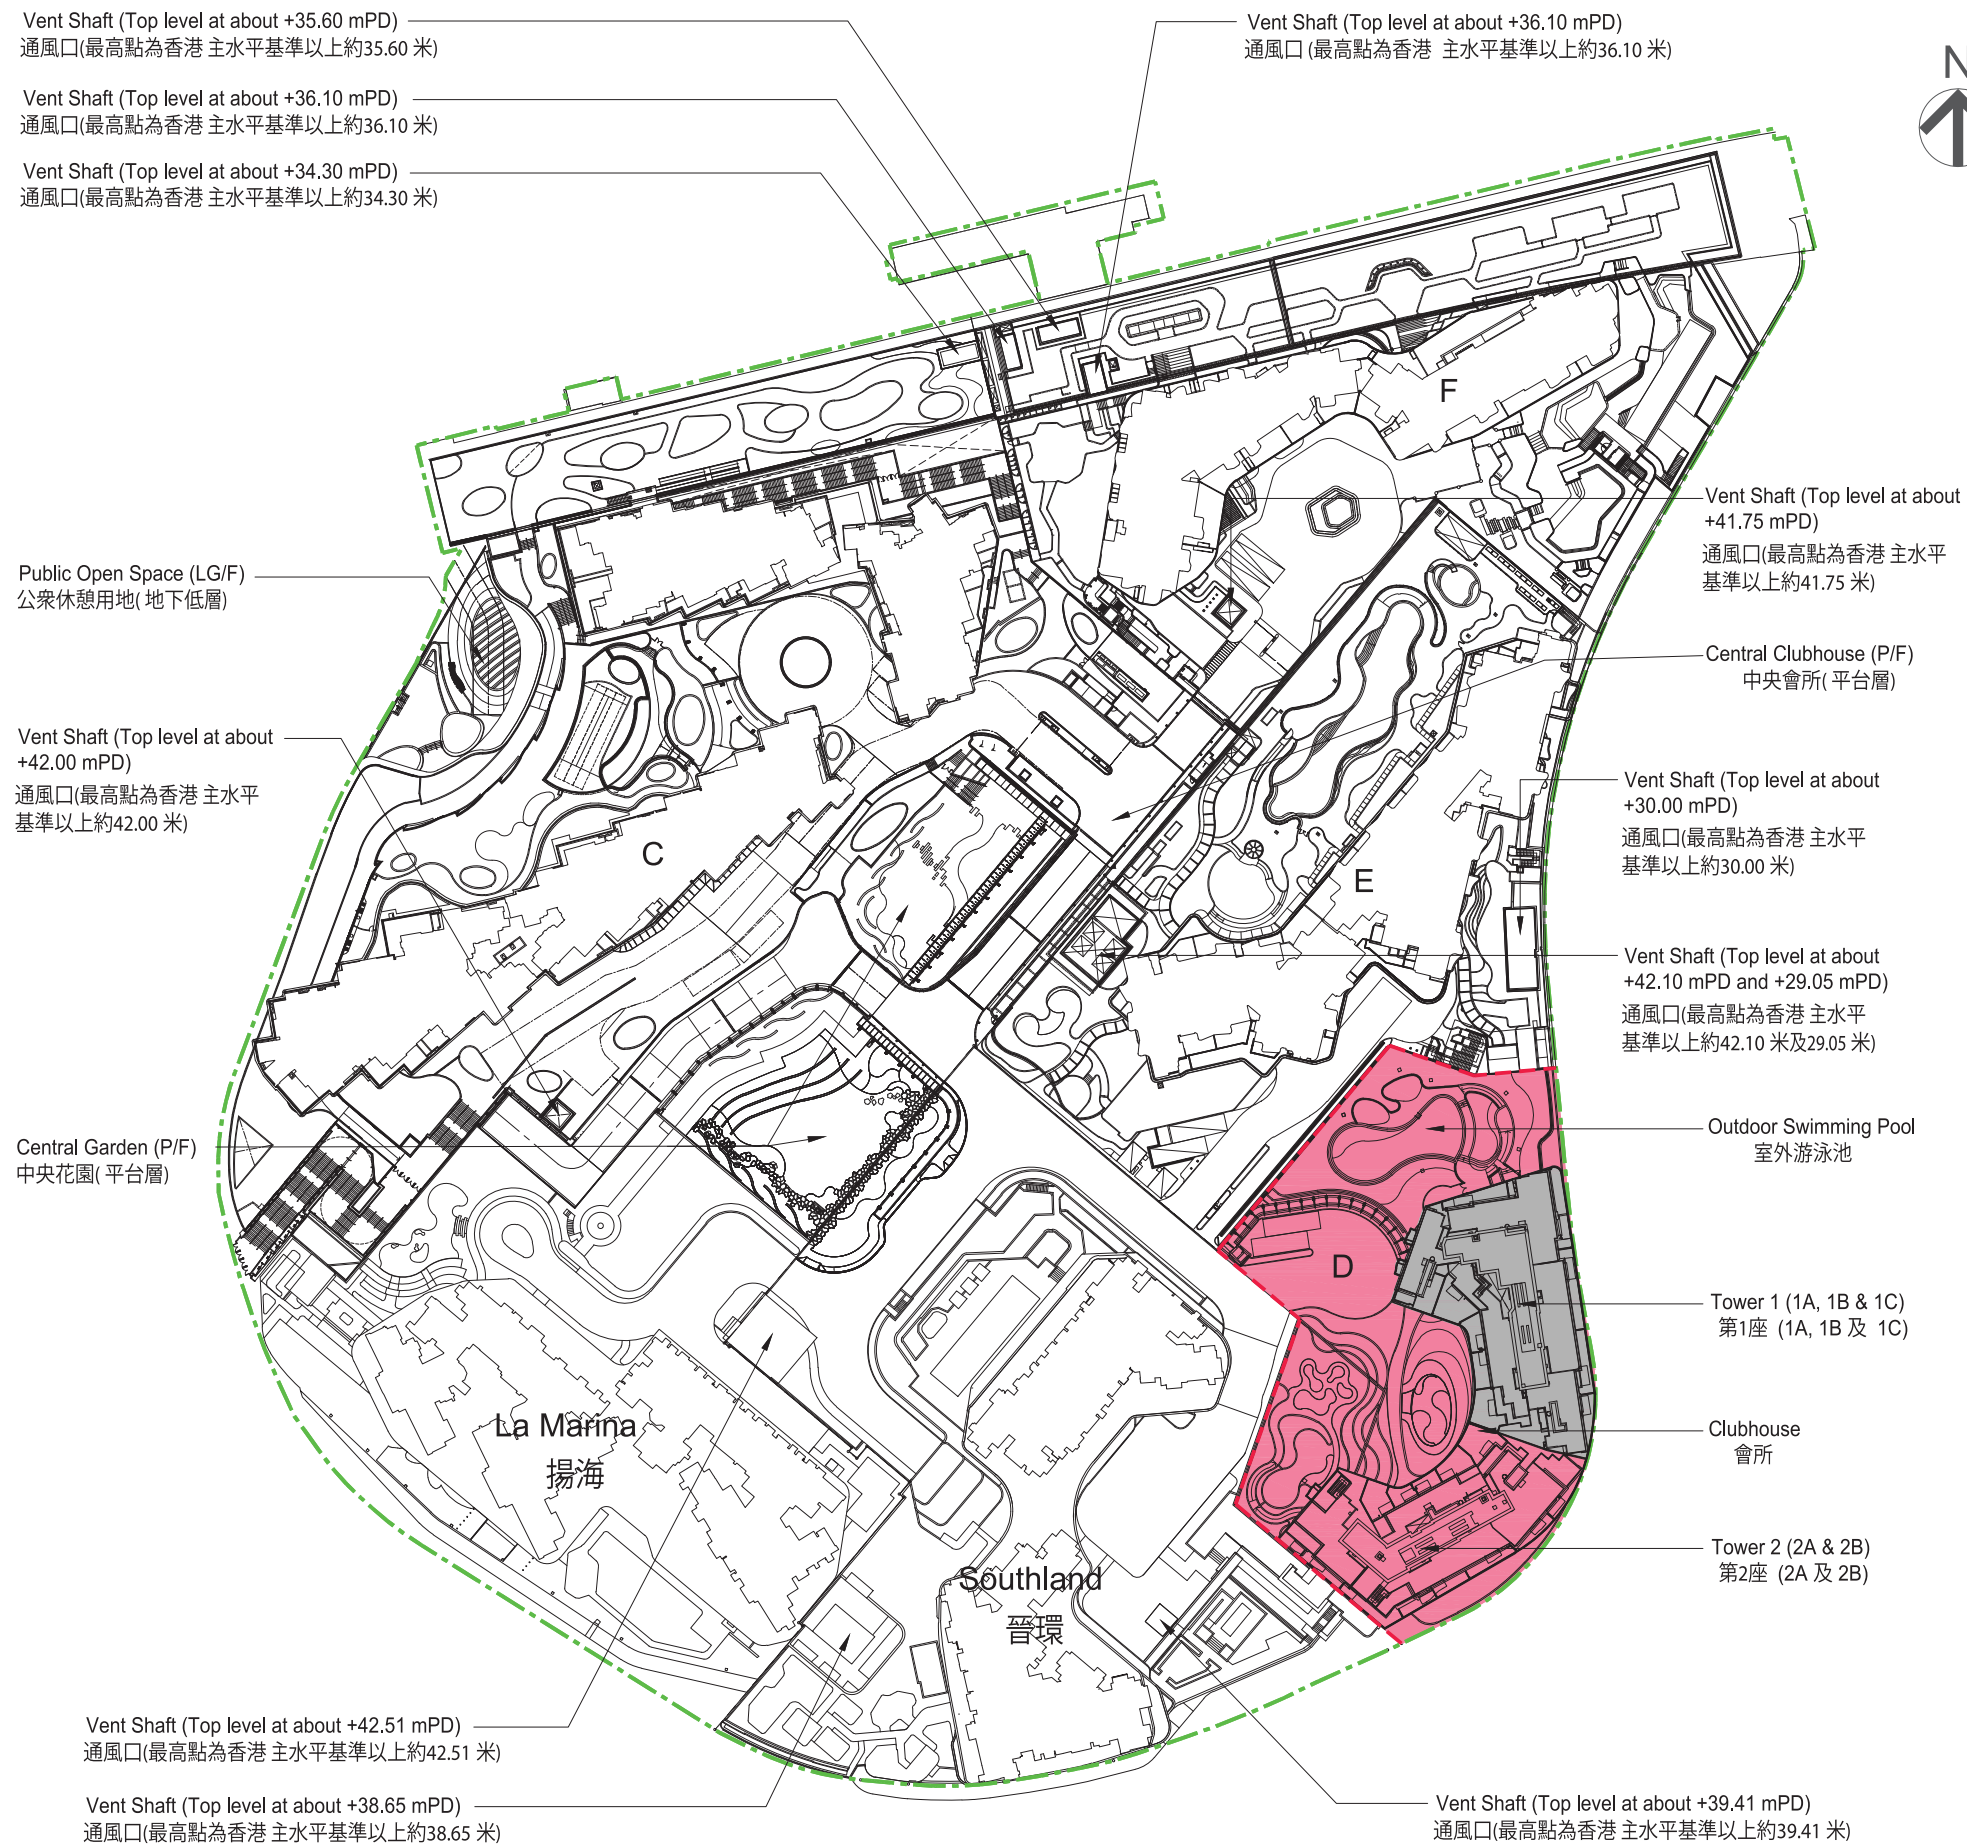 Vent Shaft (Top level at about +35.60 mPD)
通風口(最高點為香港 主水平基準以上約35.60 米)
Vent Shaft (Top level at about +36.10 mPD)
通風口 (最高點為香港 主水平基準以上約36.10 米)
N
Vent Shaft (Top level at about +36.10 mPD)
通風口(最高點為香港 主水平基準以上約36.10 米)
Vent Shaft (Top level at about +34.30 mPD)
通風口(最高點為香港 主水平基準以上約34.30 米)
F
Vent Shaft (Top level at about
+41.75 mPD)
通風口(最高點為香港 主水平
基準以上約41.75 米)
Public Open Space (LG/F)
公眾休憩用地( 地下低層)
Central Clubhouse (P/F)
中央會所( 平台層)
Vent Shaft (Top level at about
+42.00 mPD)
通風口(最高點為香港 主水平
基準以上約42.00 米)
Vent Shaft (Top level at about
+30.00 mPD)
通風口(最高點為香港 主水平
基準以上約30.00 米)
C
E
Vent Shaft (Top level at about
+42.10 mPD and +29.05 mPD)
通風口(最高點為香港 主水平
基準以上約42.10 米及29.05 米)
Central Garden (P/F)
中央花園( 平台層)
Outdoor Swimming Pool
室外游泳池
D
Tower 1 (1A, 1B & 1C)
第1座 (1A, 1B 及 1C)
La Marina
揚海
Clubhouse
會所
Tower 2 (2A & 2B)
第2座 (2A 及 2B)
Southland
晉環
Vent Shaft (Top level at about +42.51 mPD)
通風口(最高點為香港 主水平基準以上約42.51 米)
Vent Shaft (Top level at about +38.65 mPD)
通風口(最高點為香港 主水平基準以上約38.65 米)
Vent Shaft (Top level at about +39.41 mPD)
通風口(最高點為香港 主水平基準以上約39.41 米)